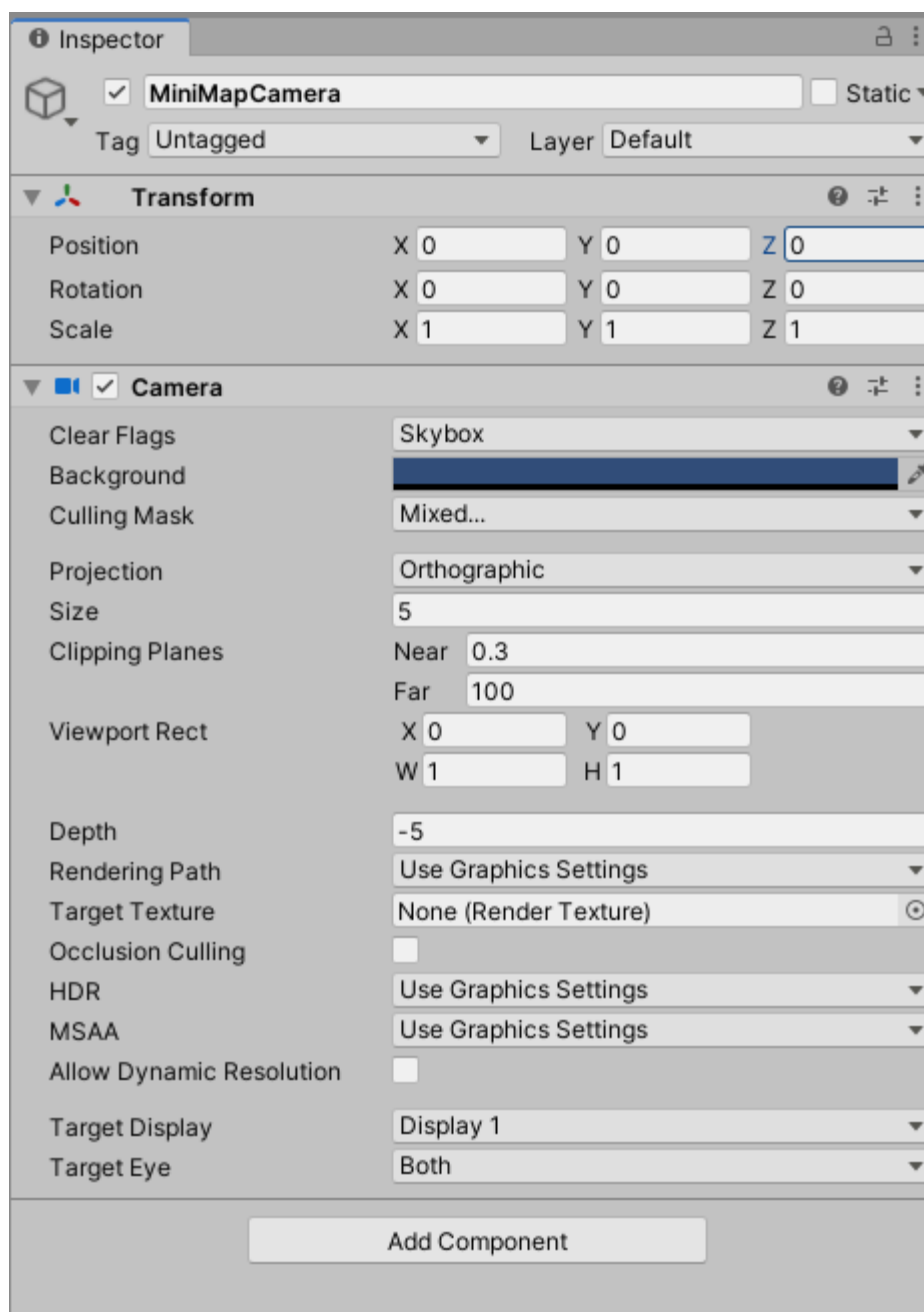 Inspector
MiniMapCamera Static
Tag Untagged Layer Default
Transform
Position X 0 Y 0 Z 0
Rotation X 0 Y 0 Z 0
Scale X 1 Y 1 Z 1
Camera
Clear Flags Skybox
Background
Culling Mask Mixed...
Projection Orthographic
Size 5
Clipping Planes Near 0.3
Far 100
Viewport Rect X 0 Y 0
W 1 H 1
Depth -5
Rendering Path Use Graphics Settings
Target Texture None (Render Texture)
Occlusion Culling
HDR Use Graphics Settings
MSAA Use Graphics Settings
Allow Dynamic Resolution
Target Display Display 1
Target Eye Both
Add Component